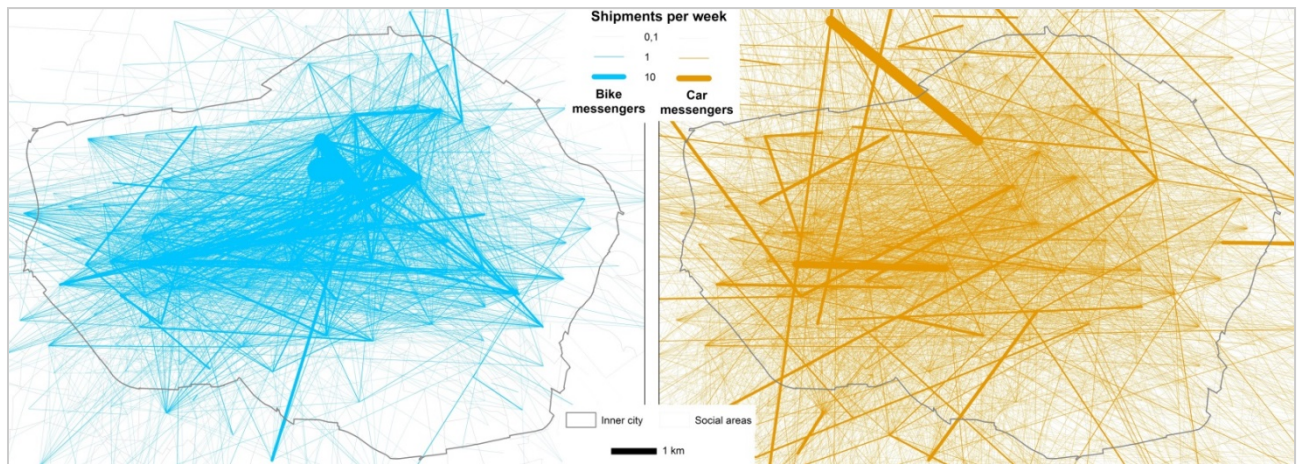 Shipments per week
0,1
1
10
Bike messengers
Car messengers
Inner city
Social areas
1 km